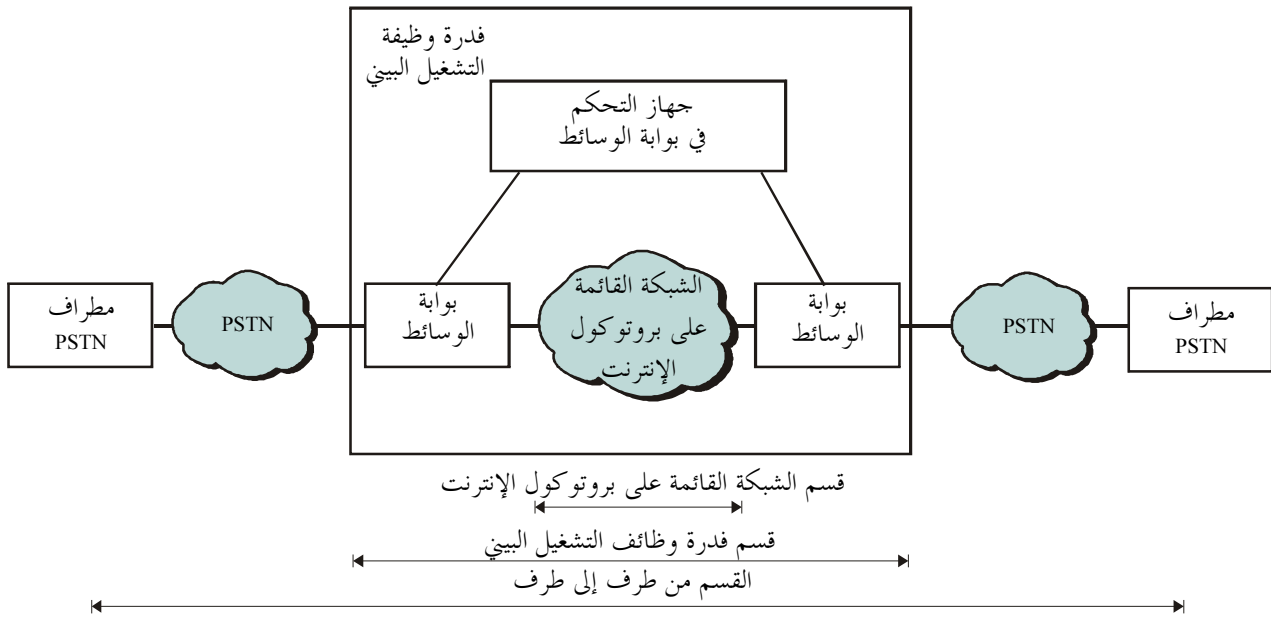 فدرة وظيفة
التشغيل البيني
جهاز التحكم
في بوابة الوسائط
مطراف
PSTN
PSTN
بوابة
الوسائط
الشبكة القائمة
على بروتوكول
الإنترنت
بوابة
الوسائط
PSTN
مطراف
PSTN
قسم الشبكة القائمة على بروتوكول الإنترنت
قسم فدرة وظائف التشغيل البيني
القسم من طرف إلى طرف